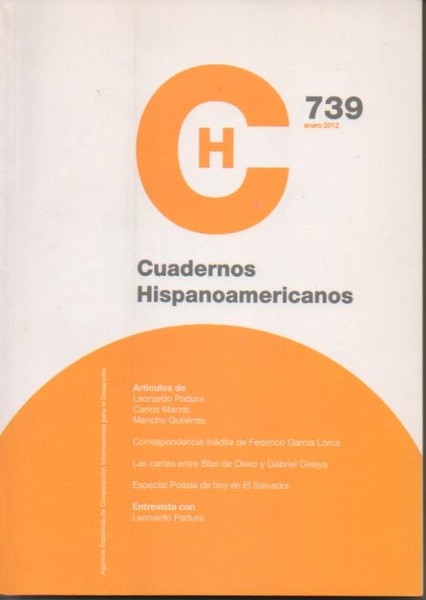 CH
739
enero 2012
Cuadernos
Hispanoamericanos
Artículos de
Leonardo Padura
Carlos Marzal
Menchu Gutiérrez
Correspondencia inédita de Federico García Lorca
Las cartas entre Blas de Otero y Gabriel Celaya
Especial Poesía de hoy en El Salvador
Entrevista con
Leonardo Padura
Agencia Española de Cooperación Internacional para el Desarrollo